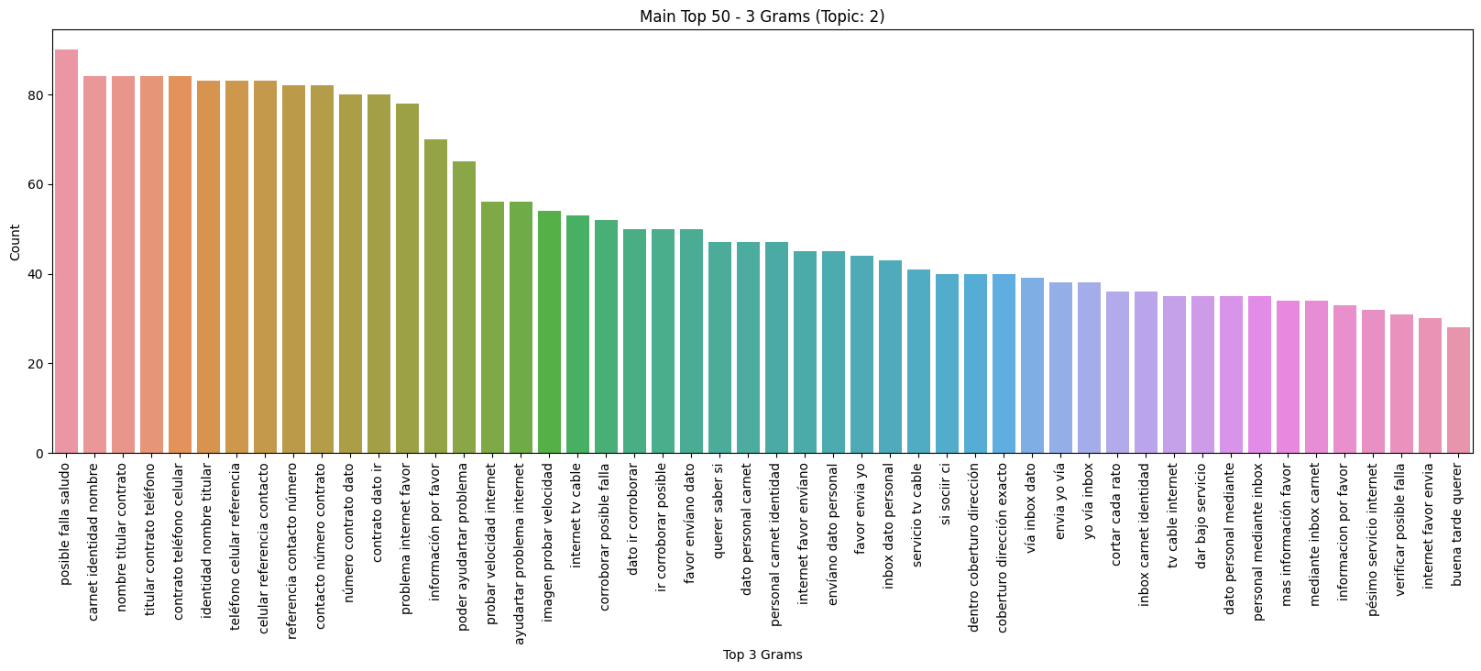 Main Top 50 - 3 Grams (Topic: 2)
Count
80
60
40
20
0
posible falla saludo
carnet identidad nombre
nombre titular contrato
titular contrato teléfono
contrato teléfono celular
identidad nombre titular
teléfono celular referencia
celular referencia contacto
referencia contacto número
contacto número contrato
número contrato dato
contrato dato ir
problema internet favor
información por favor
poder ayudartar problema
probar velocidad internet
ayudartar problema internet
imagen probar velocidad
internet tv cable
corroborar posible falla
dato ir corroborar
ir corroborar posible
favor envíano dato
querer saber si
dato personal carnet
personal carnet identidad
internet favor envíano
envíano dato personal
favor envia yo
inbox dato personal
servicio tv cable
si sociir ci
dentro coberturo dirección
coberturo dirección exacto
vía inbox dato
envia yo vía
yo vía inbox
cortar cada rato
inbox carnet identidad
tv cable internet
dar bajo servicio
dato personal mediante
personal mediante inbox
mas información favor
mediante inbox carnet
informacion por favor
pésimo servicio internet
verificar posible falla
internet favor envia
buena tarde querer
Top 3 Grams